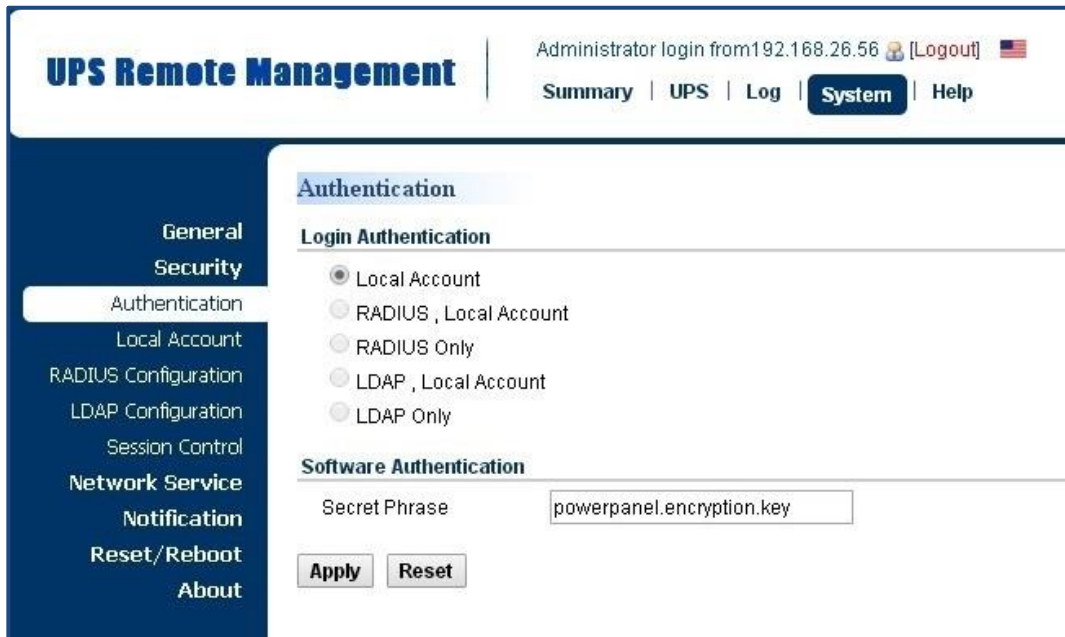 UPS Remote Management
Administrator login from192.168.26.56 [Logout]
Summary | UPS | Log | System | Help
General
Security
Authentication
Local Account
RADIUS Configuration
LDAP Configuration
Session Control
Network Service
Notification
Reset/Reboot
About
Authentication
Login Authentication
Local Account
RADIUS , Local Account
RADIUS Only
LDAP , Local Account
LDAP Only
Software Authentication
Secret Phrase powerpanel.encryption.key
Apply Reset